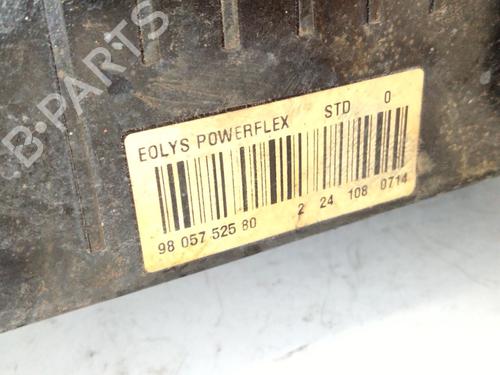 EOLYS POWERFLEX STD 0
98 057 525 80 2 24 108 0714
B-PARTS